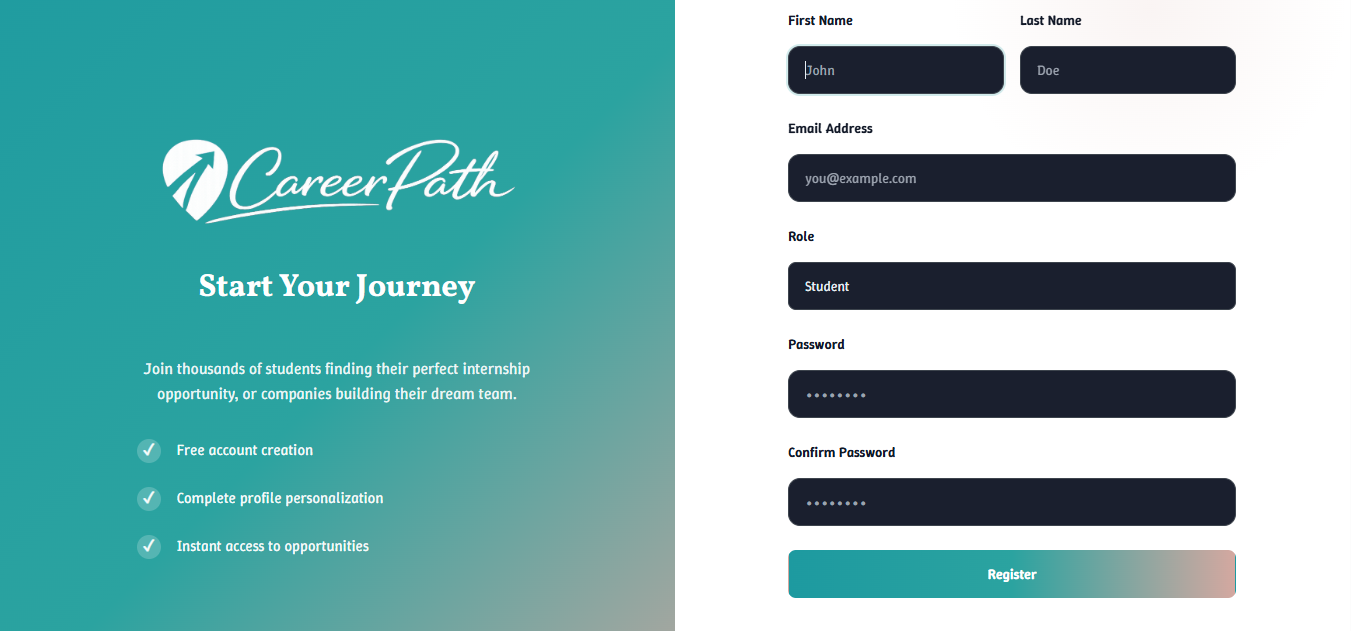 CareerPath
Start Your Journey
Join thousands of students finding their perfect internship
opportunity, or companies building their dream team.
✓ Free account creation
✓ Complete profile personalization
✓ Instant access to opportunities
First Name
Last Name
John
Doe
Email Address
you@example.com
Role
Student
Password
••••••••
Confirm Password
••••••••
Register